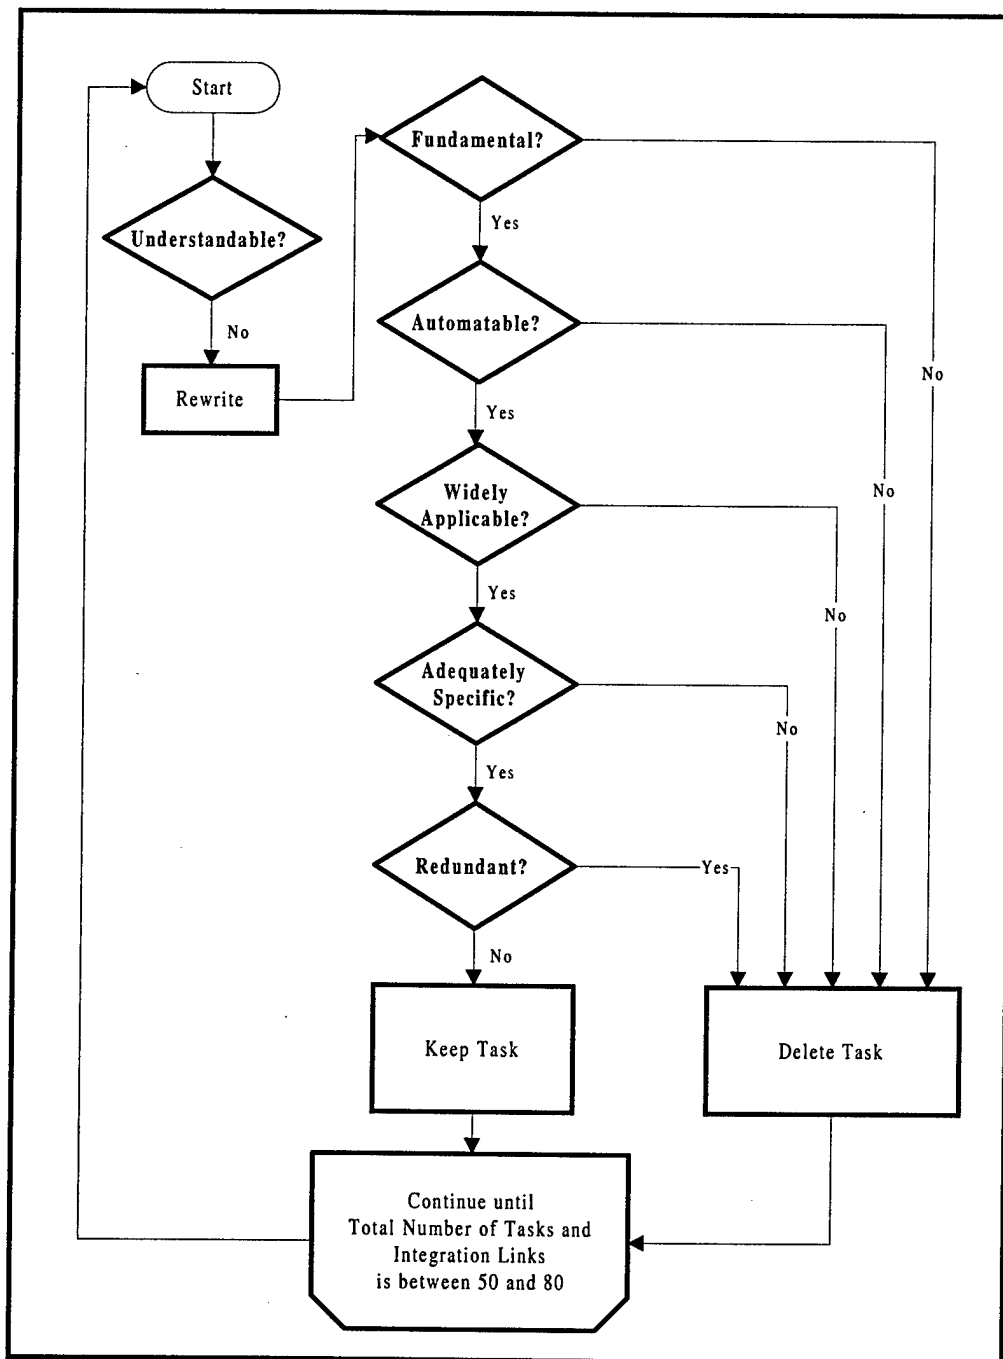 Start
Understandable?
No
Rewrite
Fundamental?
Yes
No
Automatable?
Yes
No
Widely
Applicable?
Yes
No
Adequately
Specific?
Yes
No
Redundant?
Yes
No
Keep Task
Delete Task
Continue until
Total Number of Tasks and
Integration Links
is between 50 and 80